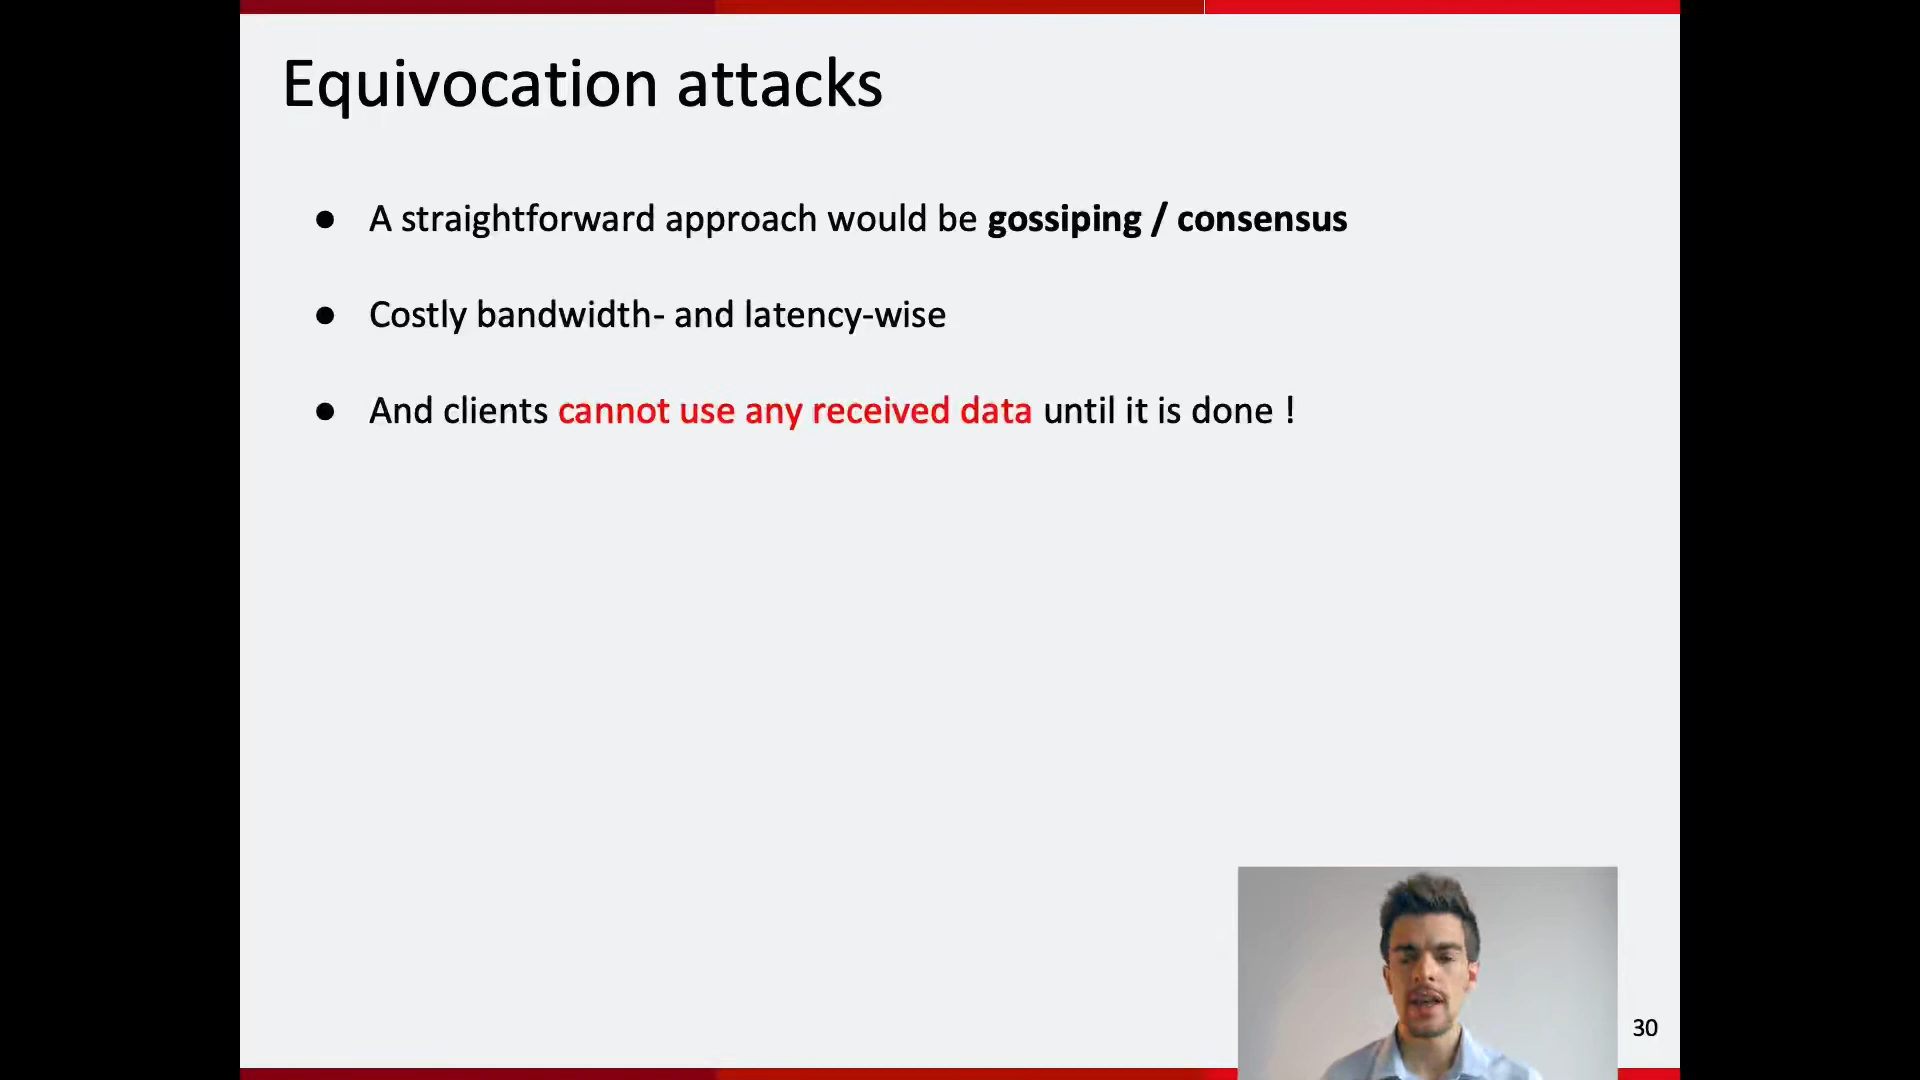 Equivocation attacks
● A straightforward approach would be gossiping / consensus
● Costly bandwidth- and latency-wise
● And clients cannot use any received data until it is done !
30